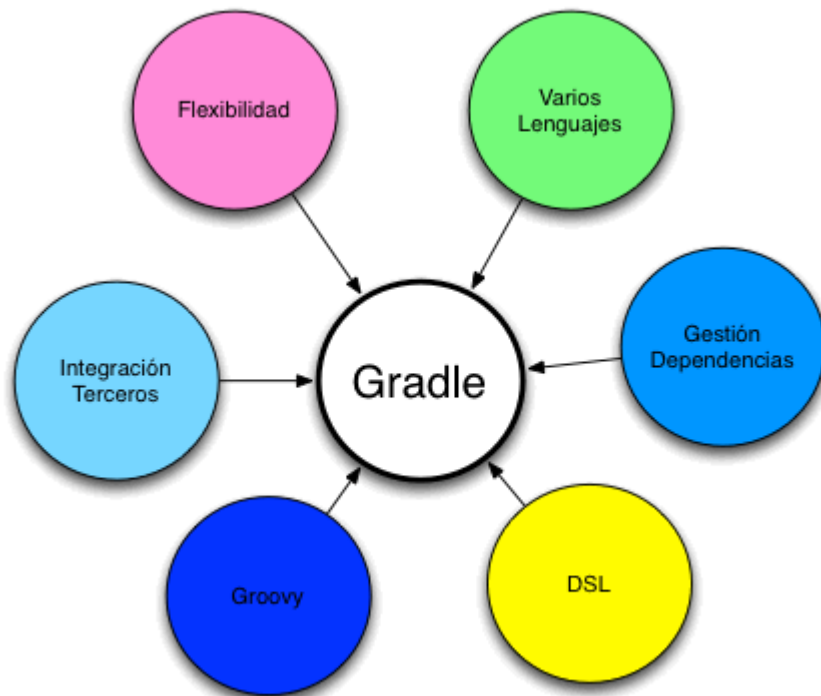 Flexibilidad
Varios
Lenguajes
Gestión
Dependencias
Integración
Terceros
Gradle
Groovy
DSL